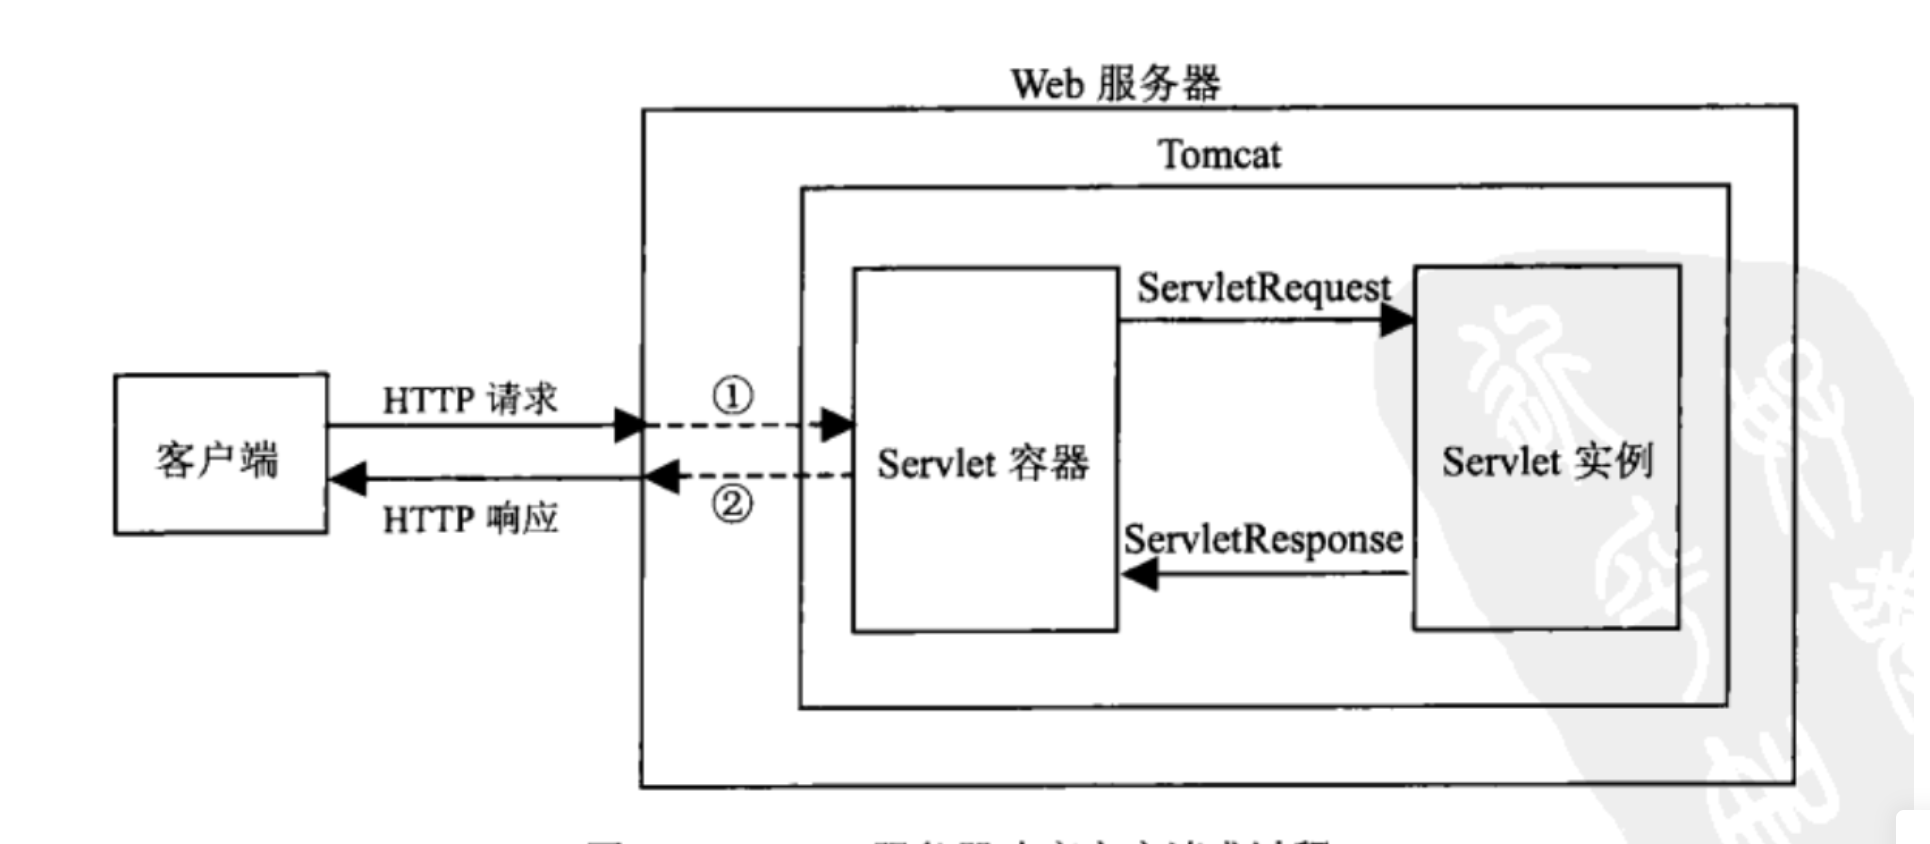 Web 服务器
Tomcat
ServletRequest
HTTP 请求
①
客户端
Servlet 容器
Servlet 实例
②
HTTP 响应
ServletResponse